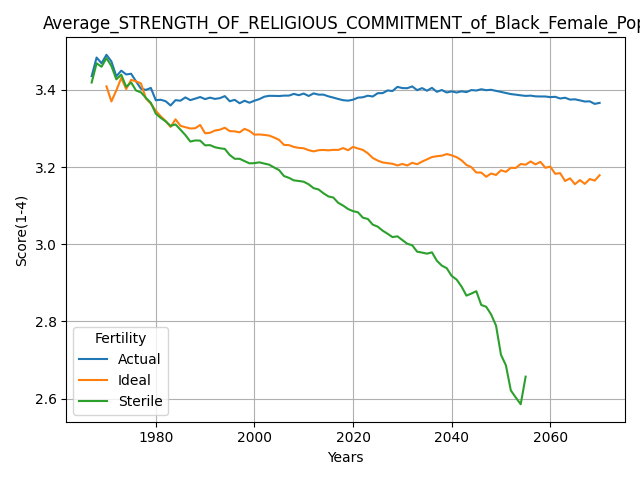 Average_STRENGTH_OF_RELIGIOUS_COMMITMENT_of_Black_Female_Pop
3.4
3.2
3.0
2.8
2.6
Score(1-4)
Fertility
Actual
Ideal
Sterile
1980 2000 2020 2040 2060
Years